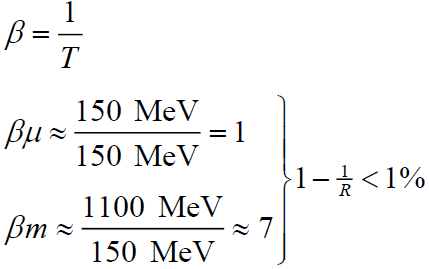 β = 1/T
βμ ≈ 150 MeV / 150 MeV = 1
βm ≈ 1100 MeV / 150 MeV ≈ 7
} 1 − 1/R < 1%